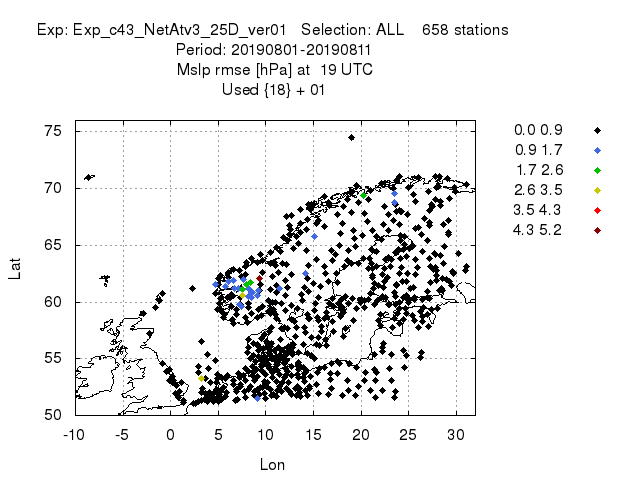 Exp: Exp_c43_NetAtv3_25D_ver01 Selection: ALL 658 stations
Period: 20190801-20190811
Mslp rmse [hPa] at 19 UTC
Used {18} + 01
0.0 0.9
0.9 1.7
1.7 2.6
2.6 3.5
3.5 4.3
4.3 5.2
75
70
65
60
55
50
Lat
-10 -5 0 5 10 15 20 25 30
Lon